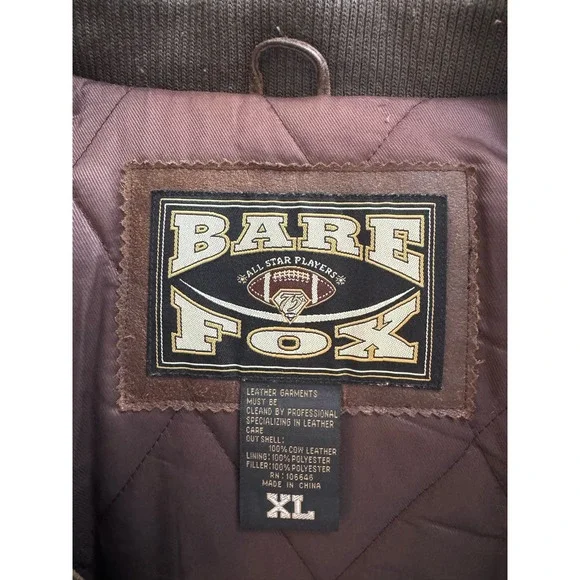 BARE
*ALL STAR PLAYERS*
75
FOX
LEATHER GARMENTS
MUST BE
CLEAND BY PROFESSIONAL
SPECIALIZING IN LEATHER
CARE
OUT SHELL:
100% COW LEATHER
LINING: 100% POLYESTER
FILLER: 100% POLYESTER
RN: 106646
MADE IN CHINA
XL